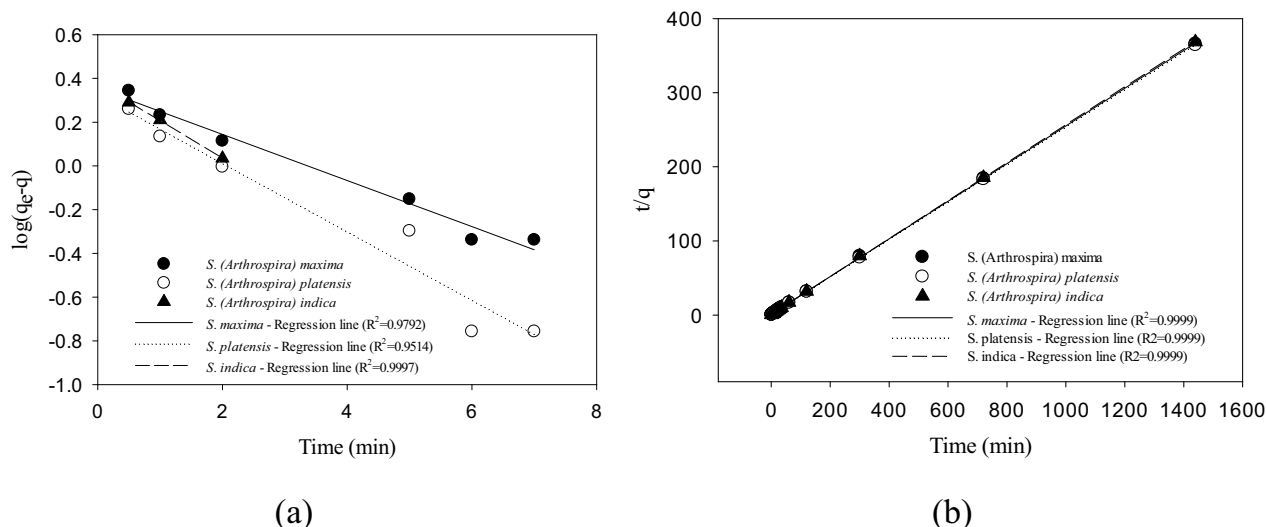 0.6
0.4
0.2
0.0
-0.2
-0.4
-0.6
-0.8
-1.0
log(qe-q)
S. (Arthrospira) maxima
S. (Arthrospira) platensis
S. (Arthrospira) indica
S. maxima - Regression line (R²=0.9792)
S. platensis - Regression line (R²=0.9514)
S. indica - Regression line (R²=0.9997)
0 2 4 6 8
Time (min)
(a)
400
300
200
100
0
t/q
S. (Arthrospira) maxima
S. (Arthrospira) platensis
S. (Arthrospira) indica
S. maxima - Regression line (R²=0.9999)
S. platensis - Regression line (R2=0.9999)
S. indica - Regression line (R2=0.9999)
0 200 400 600 800 1000 1200 1400 1600
Time (min)
(b)